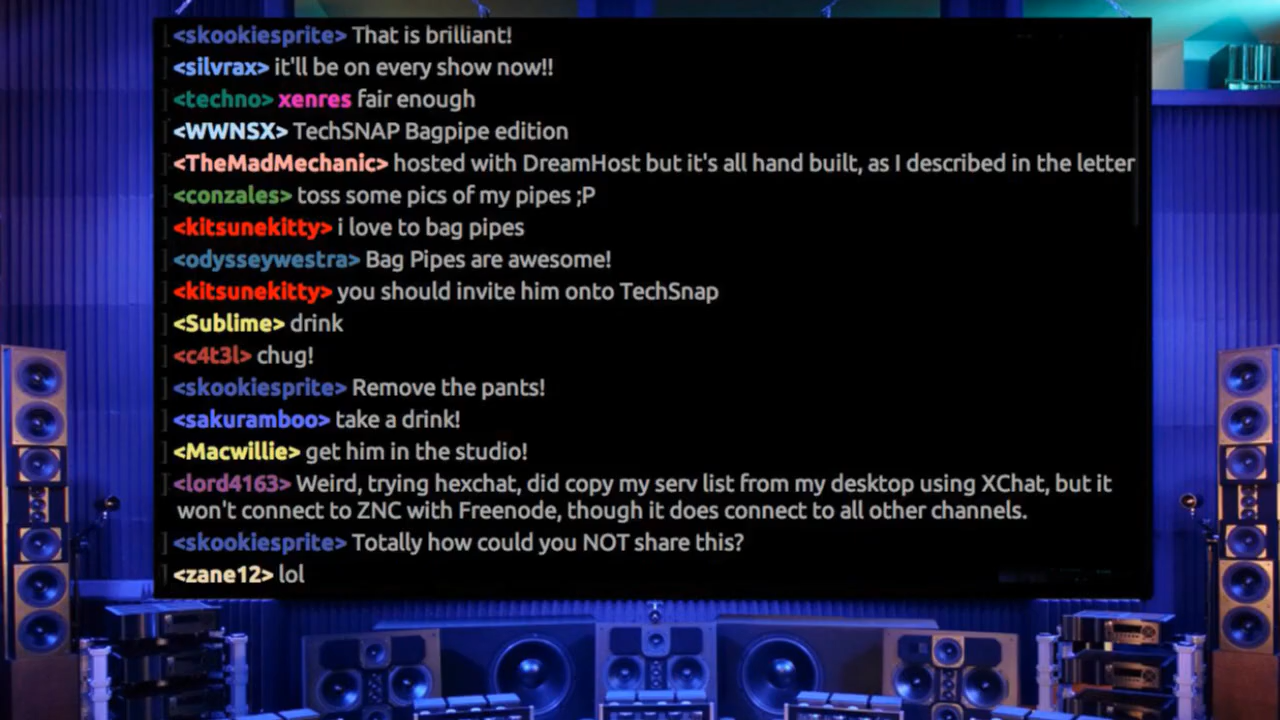 <skookiesprite> That is brilliant!
<silvrax> it'll be on every show now!!
<techno> xenres fair enough
<WWNSX> TechSNAP Bagpipe edition
<TheMadMechanic> hosted with DreamHost but it's all hand built, as I described in the letter
<conzales> toss some pics of my pipes ;P
<kitsunekitty> i love to bag pipes
<odysseywestra> Bag Pipes are awesome!
<kitsunekitty> you should invite him onto TechSnap
<Sublime> drink
<c4t3l> chug!
<skookiesprite> Remove the pants!
<sakuramboo> take a drink!
<Macwillie> get him in the studio!
<lord4163> Weird, trying hexchat, did copy my serv list from my desktop using XChat, but it
won't connect to ZNC with Freenode, though it does connect to all other channels.
<skookiesprite> Totally how could you NOT share this?
<zane12> lol